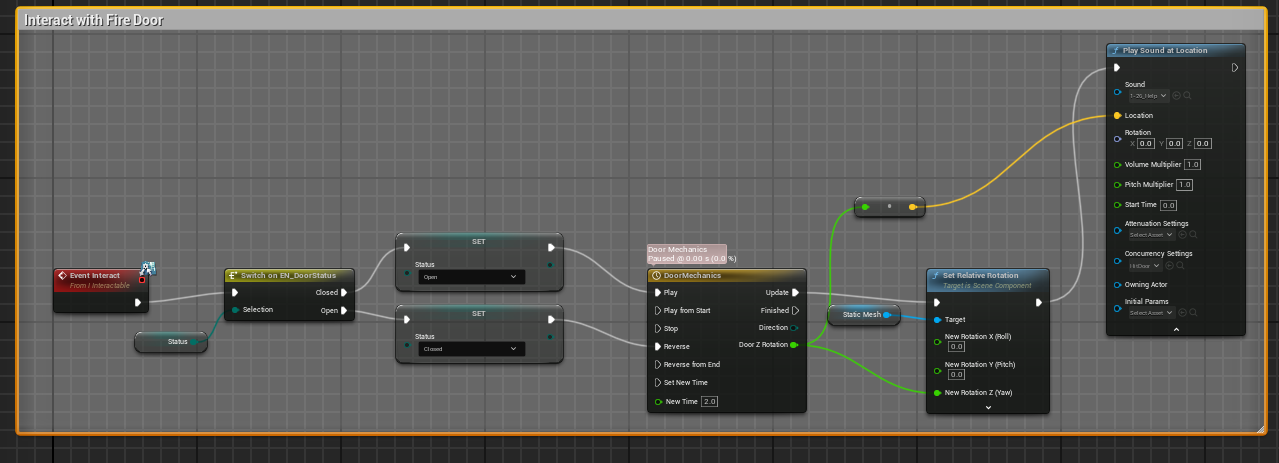 Interact with Fire Door
Event Interact
From I Interactable
Status
Switch on EN_DoorStatus
Closed
Selection
Open
SET
Status
Open
SET
Status
Closed
Door Mechanics
Paused @ 0.00 s (0.0 %)
DoorMechanics
Play
Update
Play from Start
Finished
Stop
Direction
Reverse
Door Z Rotation
Reverse from End
Set New Time
New Time 2.0
Static Mesh
Set Relative Rotation
Target is Scene Component
Target
New Rotation X (Roll)
0.0
New Rotation Y (Pitch)
0.0
New Rotation Z (Yaw)
Play Sound at Location
Sound
Location
Rotation
X 0.0 Y 0.0 Z 0.0
Volume Multiplier 1.0
Pitch Multiplier 1.0
Start Time 0.0
Attenuation Settings
Select Asset
Concurrency Settings
Owning Actor
Initial Params
Select Asset